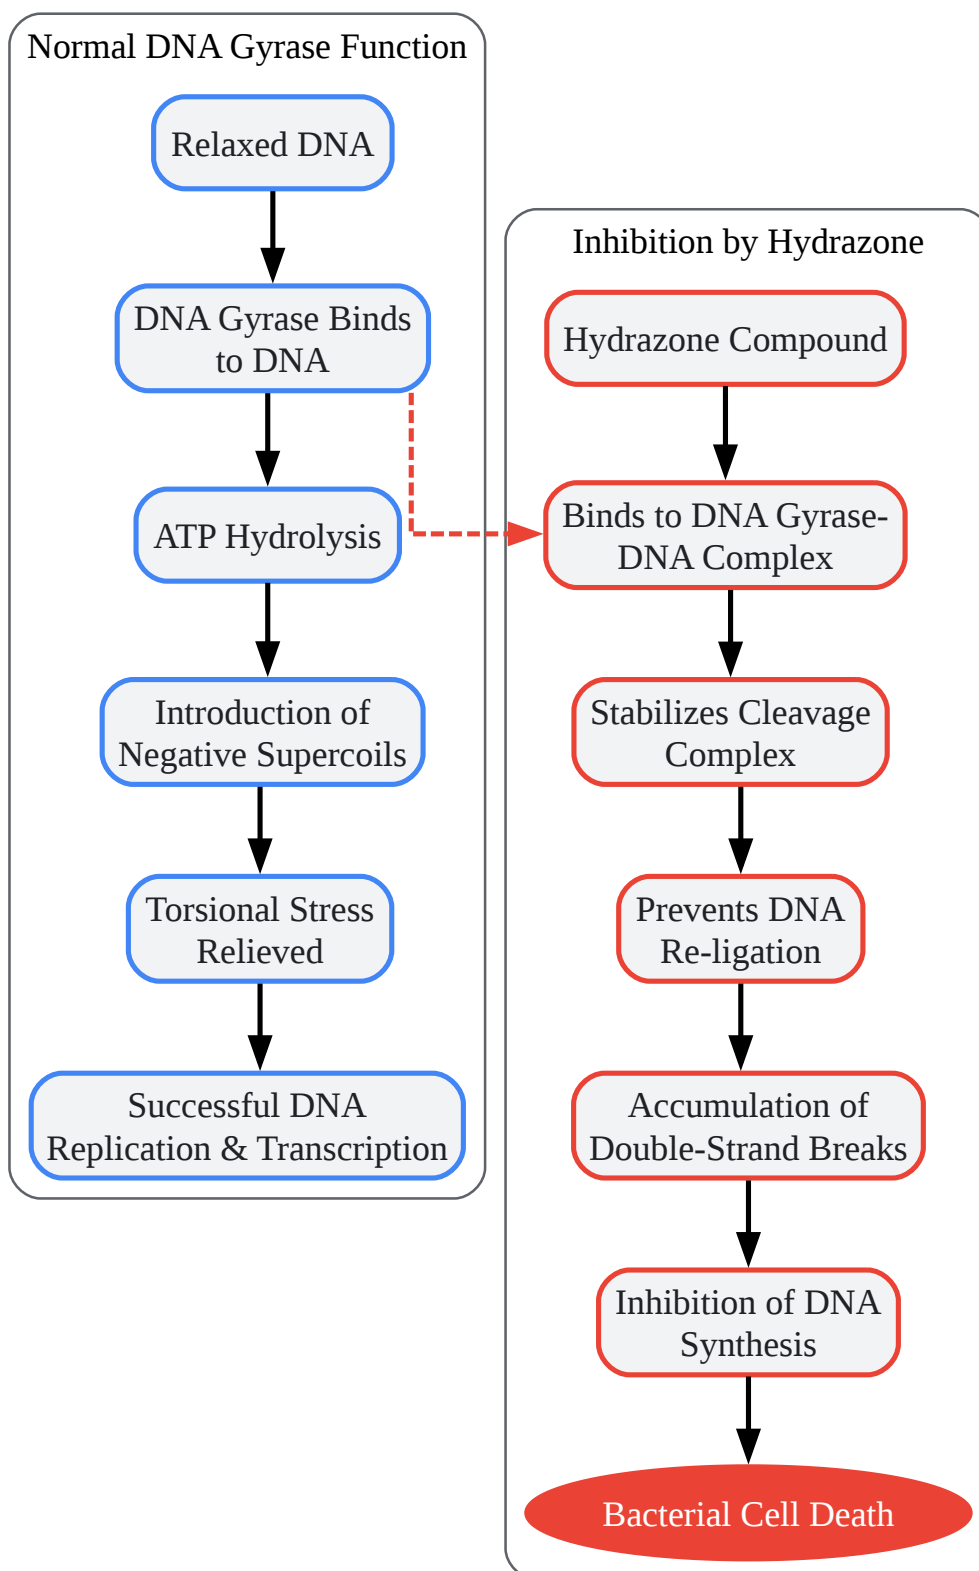 Normal DNA Gyrase Function
Relaxed DNA
DNA Gyrase Binds
to DNA
ATP Hydrolysis
Introduction of
Negative Supercoils
Torsional Stress
Relieved
Successful DNA
Replication & Transcription
Inhibition by Hydrazone
Hydrazone Compound
Binds to DNA Gyrase-
DNA Complex
Stabilizes Cleavage
Complex
Prevents DNA
Re-ligation
Accumulation of
Double-Strand Breaks
Inhibition of DNA
Synthesis
Bacterial Cell Death